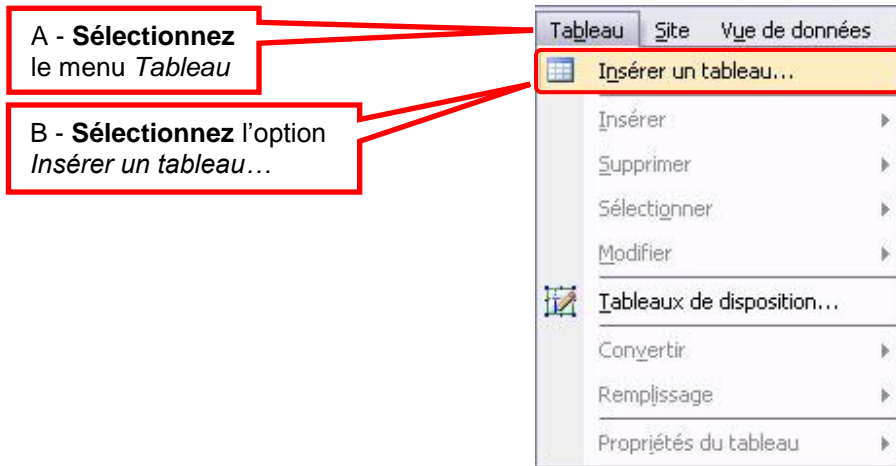 A - Sélectionnez
le menu Tableau
B - Sélectionnez l’option
Insérer un tableau…
Tableau Site Vue de données
Insérer un tableau...
Insérer
Supprimer
Sélectionner
Modifier
Tableaux de disposition...
Convertir
Remplissage
Propriétés du tableau